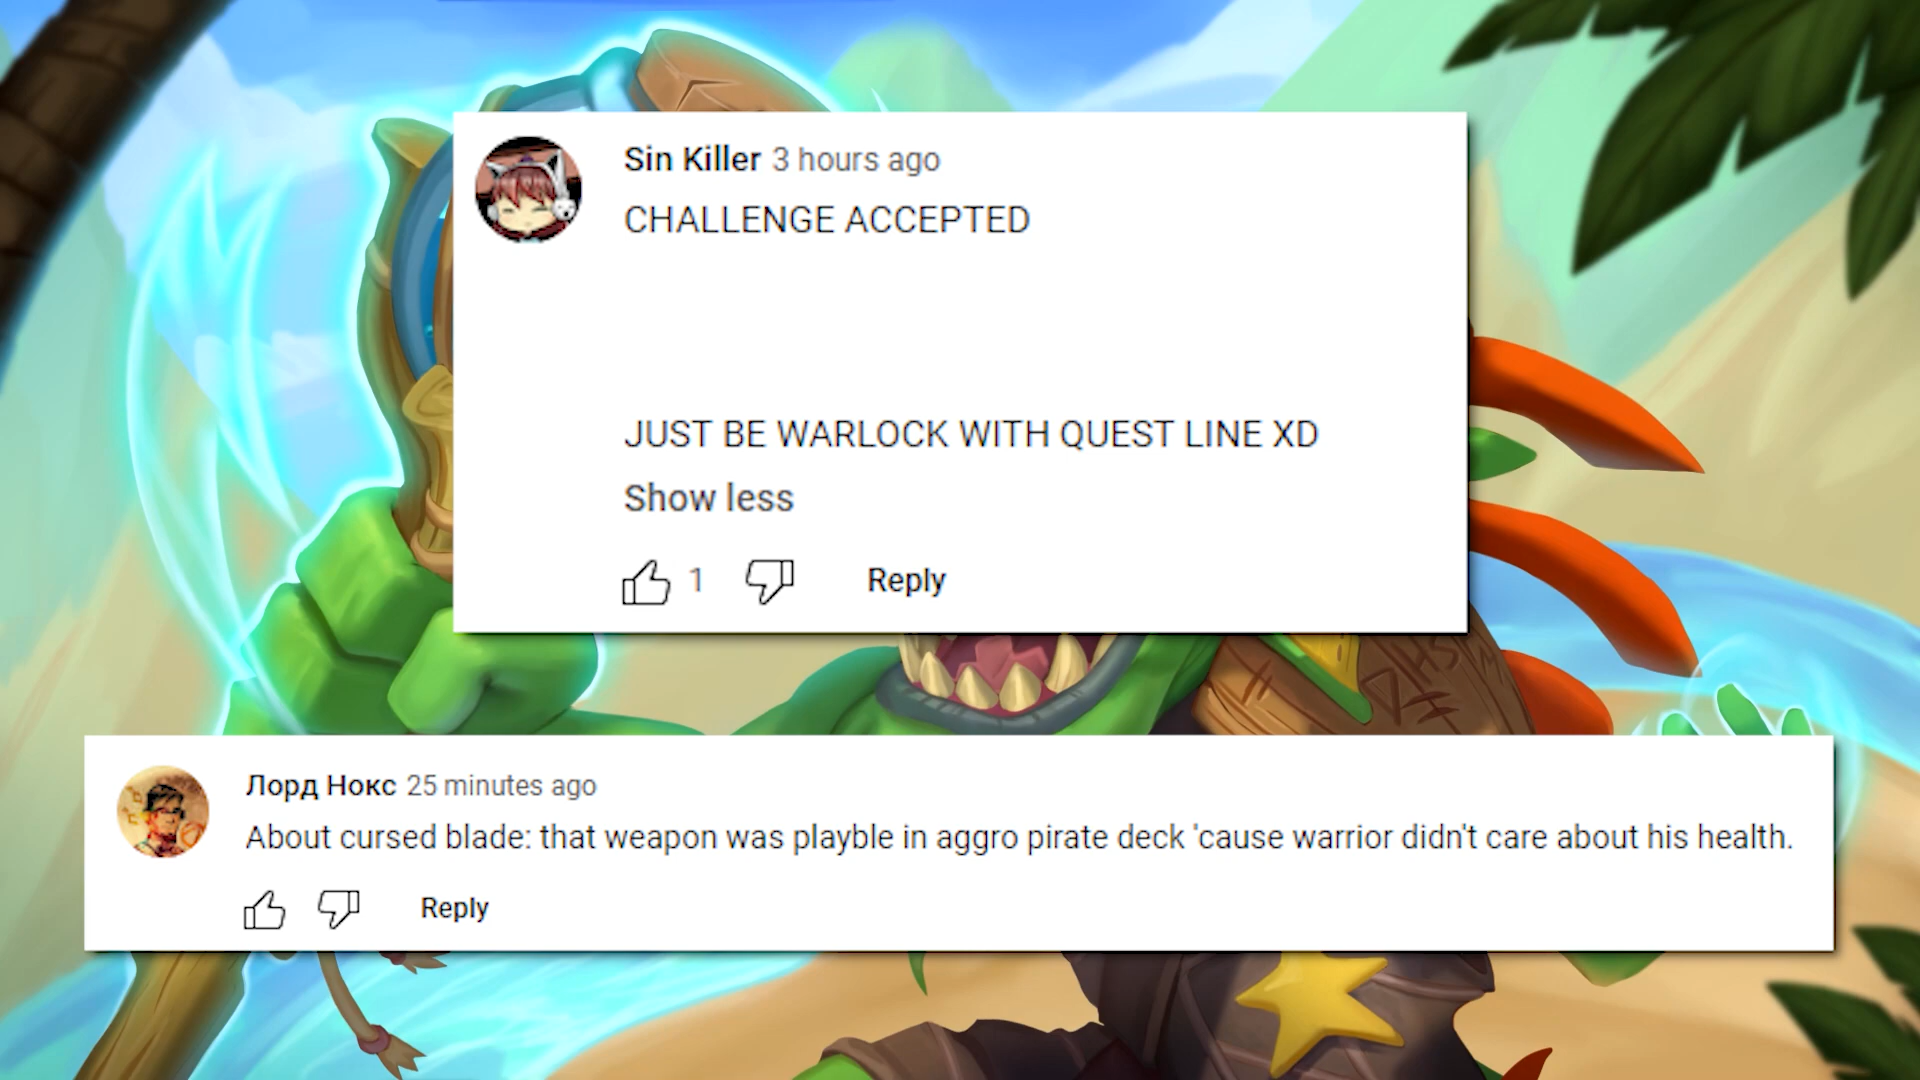 Sin Killer 3 hours ago
CHALLENGE ACCEPTED
JUST BE WARLOCK WITH QUEST LINE XD
Show less
1 Reply
Лорд Нокс 25 minutes ago
About cursed blade: that weapon was playble in aggro pirate deck 'cause warrior didn't care about his health.
Reply